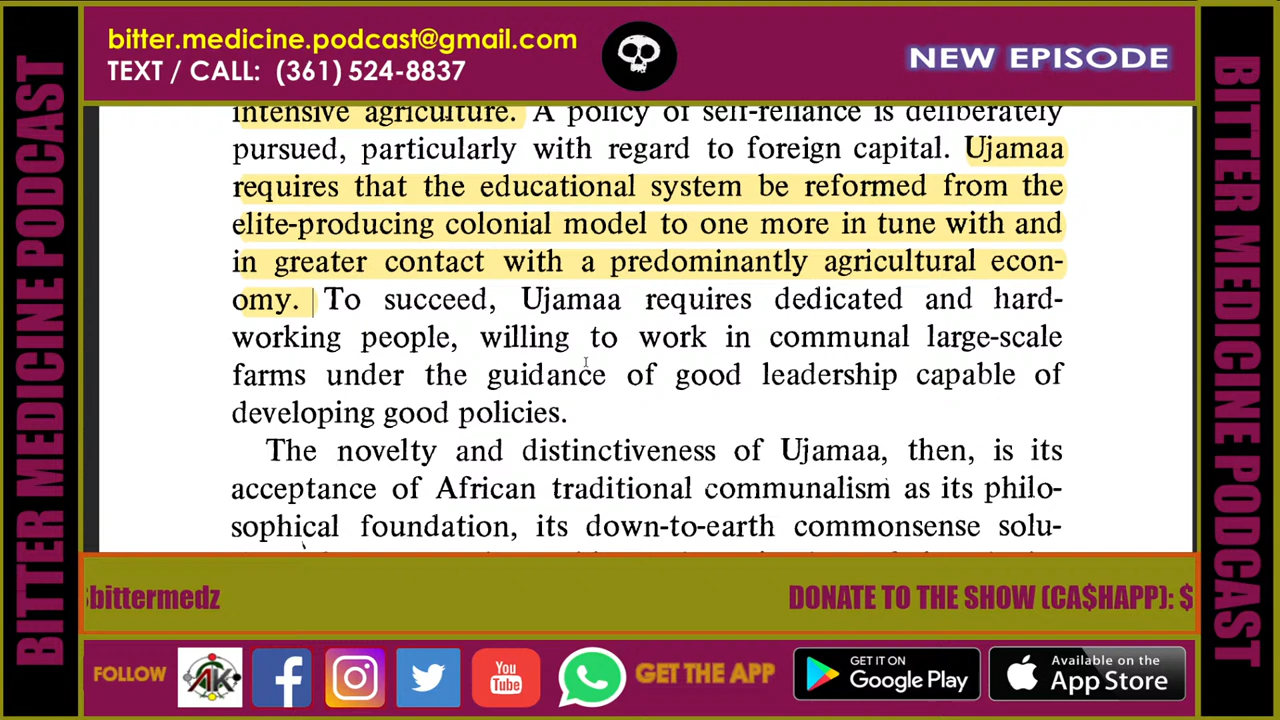 bitter.medicine.podcast@gmail.com
TEXT / CALL: (361) 524-8837
NEW EPISODE
BITTER MEDICINE PODCAST
intensive agriculture. A policy of self-reliance is deliberately
pursued, particularly with regard to foreign capital. Ujamaa
requires that the educational system be reformed from the
elite-producing colonial model to one more in tune with and
in greater contact with a predominantly agricultural econ-
omy. To succeed, Ujamaa requires dedicated and hard-
working people, willing to work in communal large-scale
farms under the guidance of good leadership capable of
developing good policies.
The novelty and distinctiveness of Ujamaa, then, is its
acceptance of African traditional communalism as its philo-
sophical foundation, its down-to-earth commonsense solu-
BITTER MEDICINE PODCAST
$bittermedz
DONATE TO THE SHOW (CA$HAPP): $
FOLLOW
ATK
You
Tube
GET THE APP
GET IT ON
Google Play
Available on the
App Store